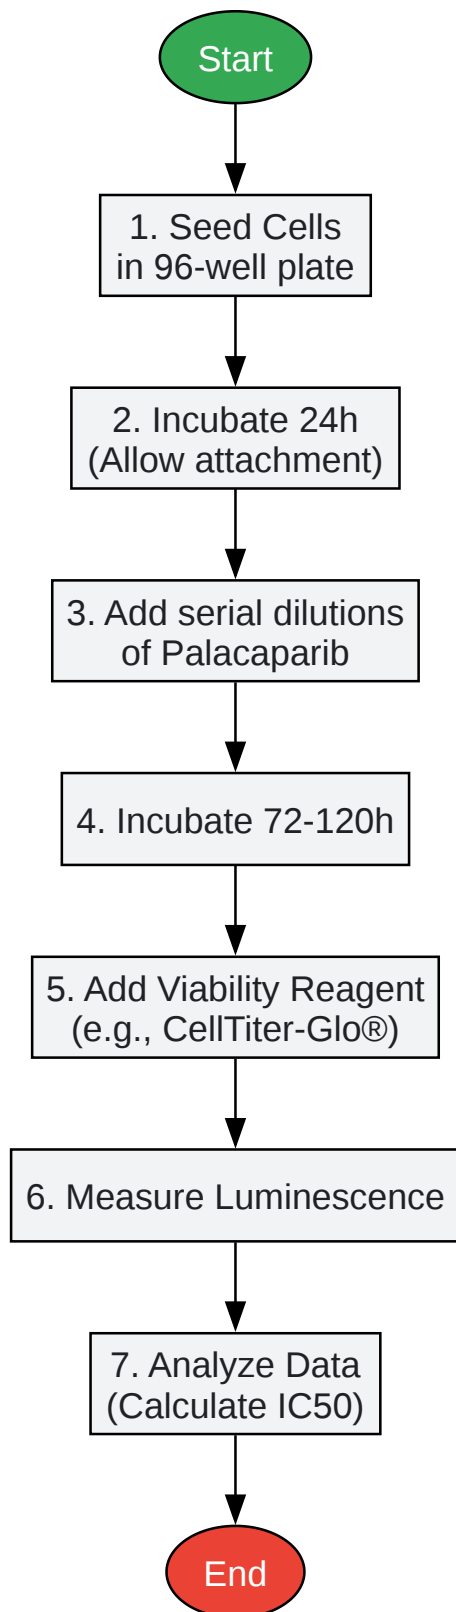 Start
1. Seed Cells
in 96-well plate
2. Incubate 24h
(Allow attachment)
3. Add serial dilutions
of Palacaparib
4. Incubate 72-120h
5. Add Viability Reagent
(e.g., CellTiter-Glo®)
6. Measure Luminescence
7. Analyze Data
(Calculate IC50)
End